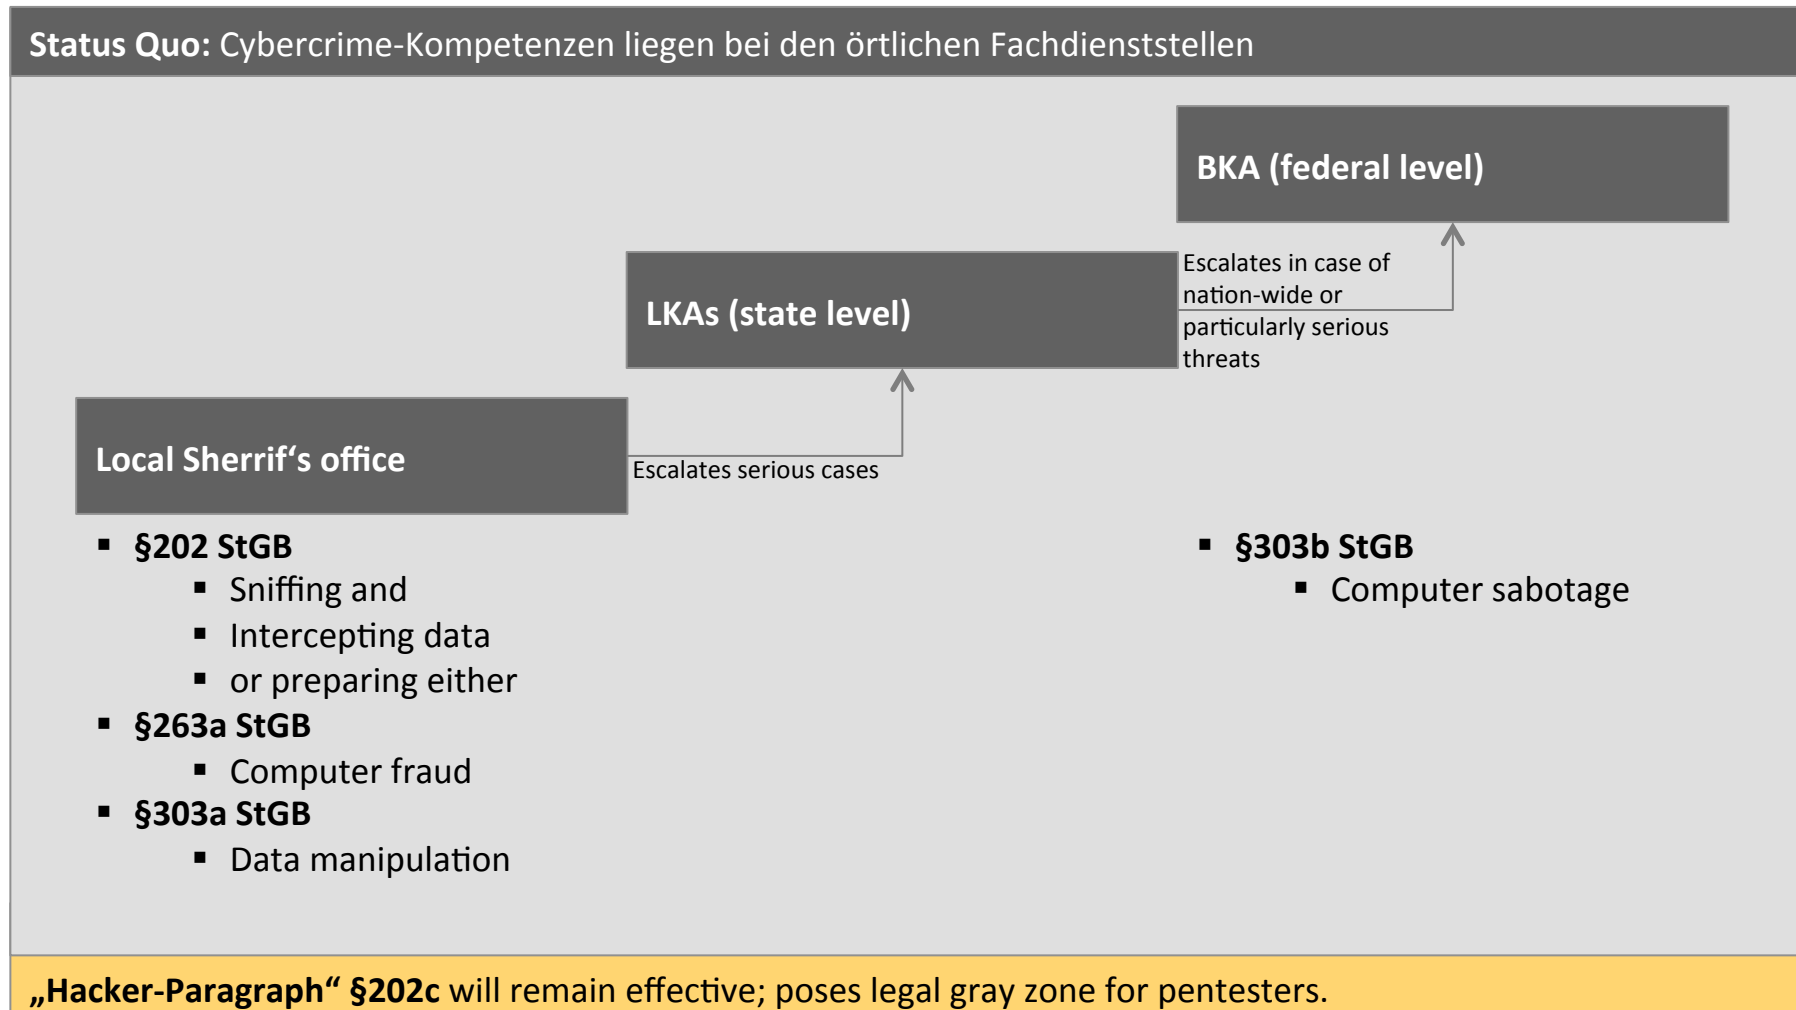 Status Quo: Cybercrime-Kompetenzen liegen bei den örtlichen Fachdienststellen
BKA (federal level)
Escalates in case of
nation-wide or
particularly serious
threats
LKAs (state level)
Local Sherrif‘s office
Escalates serious cases
▪ §202 StGB
▪ Sniffing and
▪ Intercepting data
▪ or preparing either
▪ §263a StGB
▪ Computer fraud
▪ §303a StGB
▪ Data manipulation
▪ §303b StGB
▪ Computer sabotage
„Hacker-Paragraph“ §202c will remain effective; poses legal gray zone for pentesters.